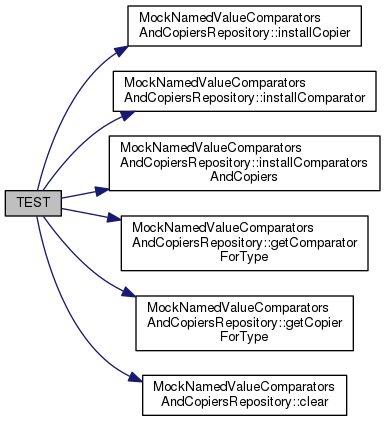 MockNamedValueComparators
AndCopiersRepository::installCopier
MockNamedValueComparators
AndCopiersRepository::installComparator
MockNamedValueComparators
AndCopiersRepository::installComparators
AndCopiers
TEST
MockNamedValueComparators
AndCopiersRepository::getComparator
ForType
MockNamedValueComparators
AndCopiersRepository::getCopier
ForType
MockNamedValueComparators
AndCopiersRepository::clear